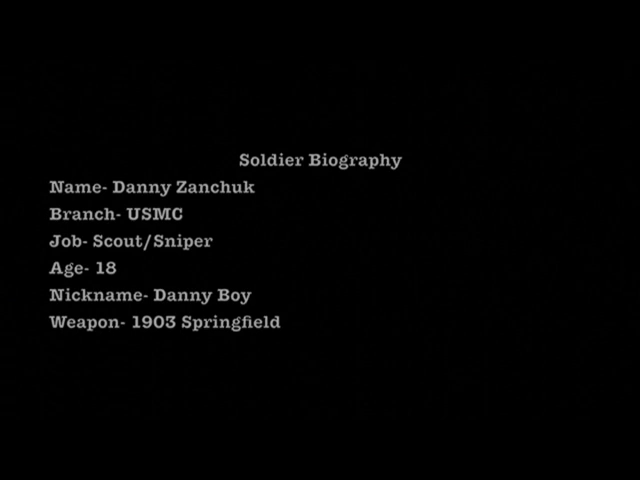 Soldier Biography
Name- Danny Zanchuk
Branch- USMC
Job- Scout/Sniper
Age- 18
Nickname- Danny Boy
Weapon- 1903 Springfield